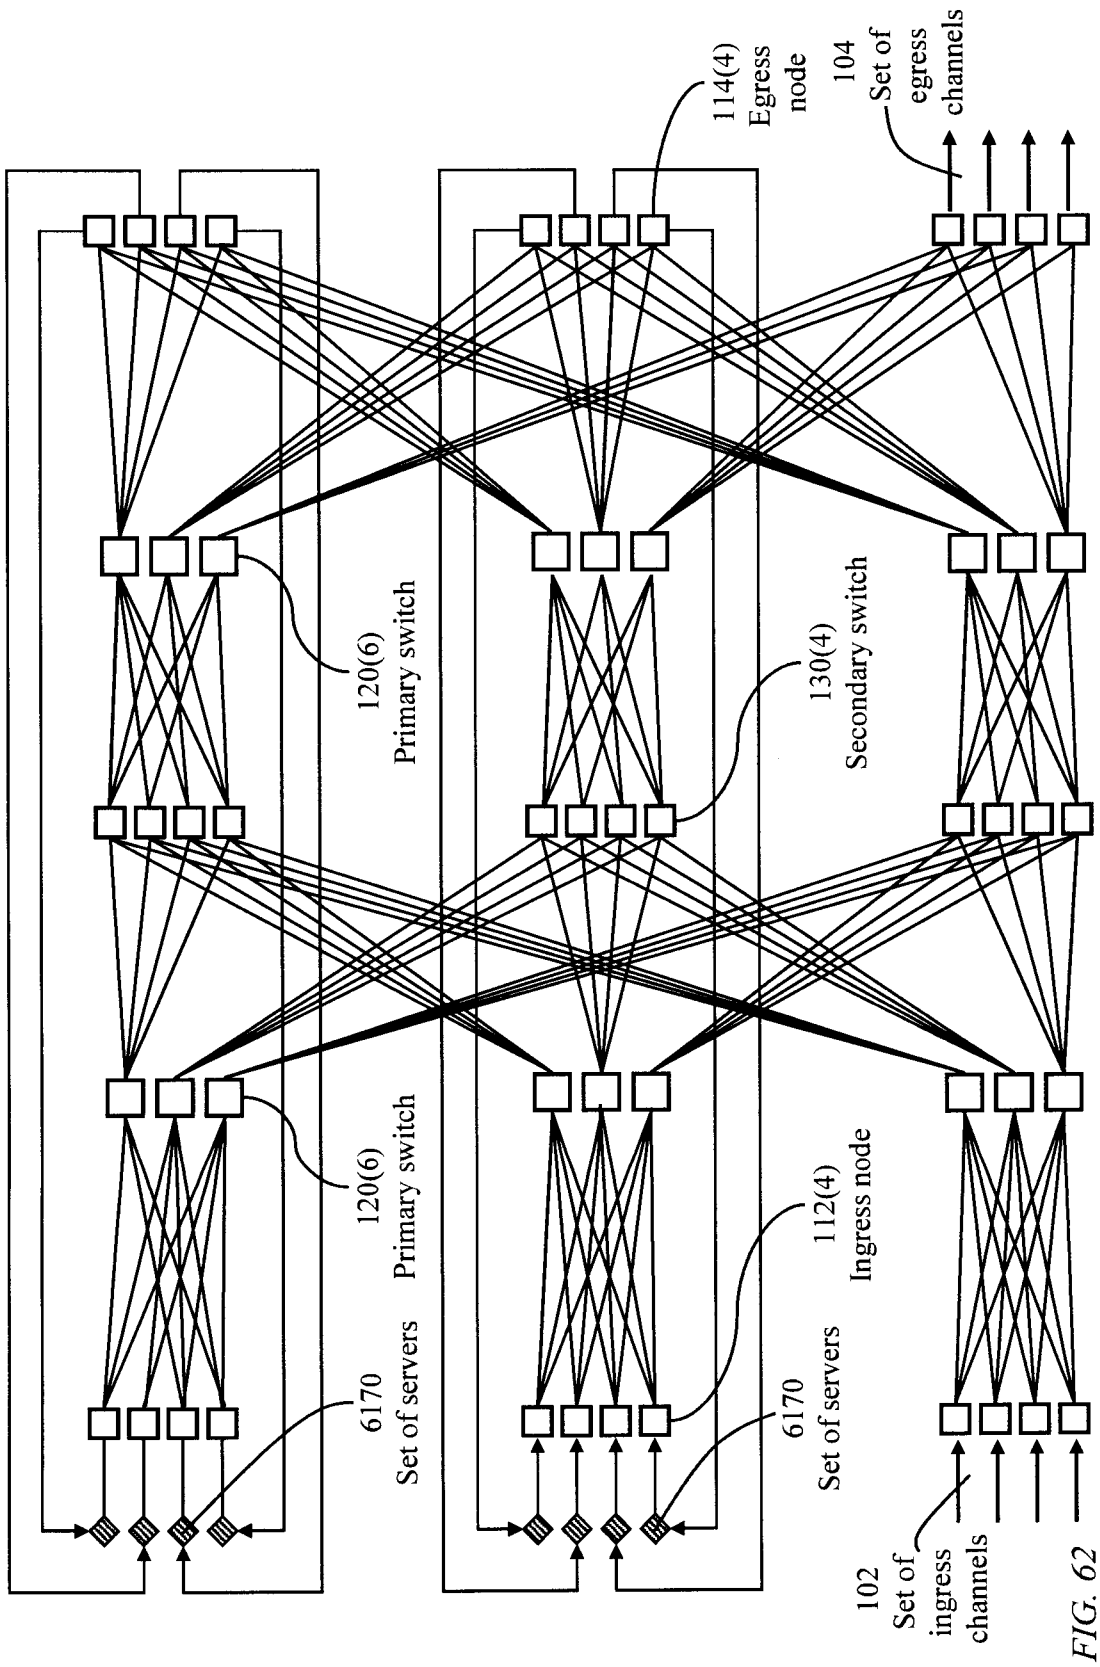 102
Set of
ingress
channels
6170
Set of servers
120(6)
Primary switch
120(6)
Primary switch
6170
Set of servers
112(4)
Ingress node
130(4)
Secondary switch
114(4)
Egress
node
104
Set of
egress
channels
FIG. 62